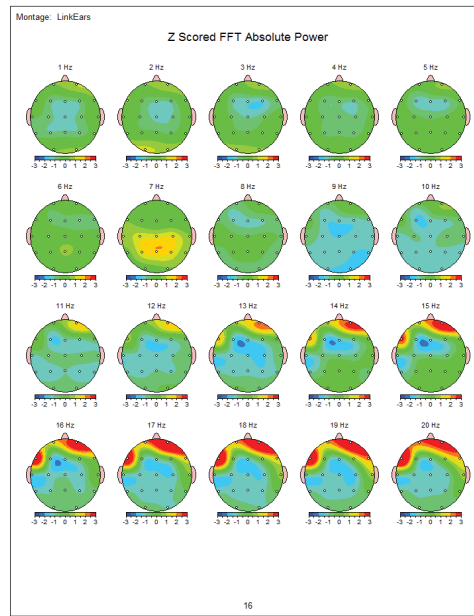 Montage: LinkEars
Z Scored FFT Absolute Power
1 Hz 2 Hz 3 Hz 4 Hz 5 Hz
-3 -2 -1 0 1 2 3 -3 -2 -1 0 1 2 3 -3 -2 -1 0 1 2 3 -3 -2 -1 0 1 2 3 -3 -2 -1 0 1 2 3
6 Hz 7 Hz 8 Hz 9 Hz 10 Hz
-3 -2 -1 0 1 2 3 -3 -2 -1 0 1 2 3 -3 -2 -1 0 1 2 3 -3 -2 -1 0 1 2 3 -3 -2 -1 0 1 2 3
11 Hz 12 Hz 13 Hz 14 Hz 15 Hz
-3 -2 -1 0 1 2 3 -3 -2 -1 0 1 2 3 -3 -2 -1 0 1 2 3 -3 -2 -1 0 1 2 3 -3 -2 -1 0 1 2 3
16 Hz 17 Hz 18 Hz 19 Hz 20 Hz
-3 -2 -1 0 1 2 3 -3 -2 -1 0 1 2 3 -3 -2 -1 0 1 2 3 -3 -2 -1 0 1 2 3 -3 -2 -1 0 1 2 3
16